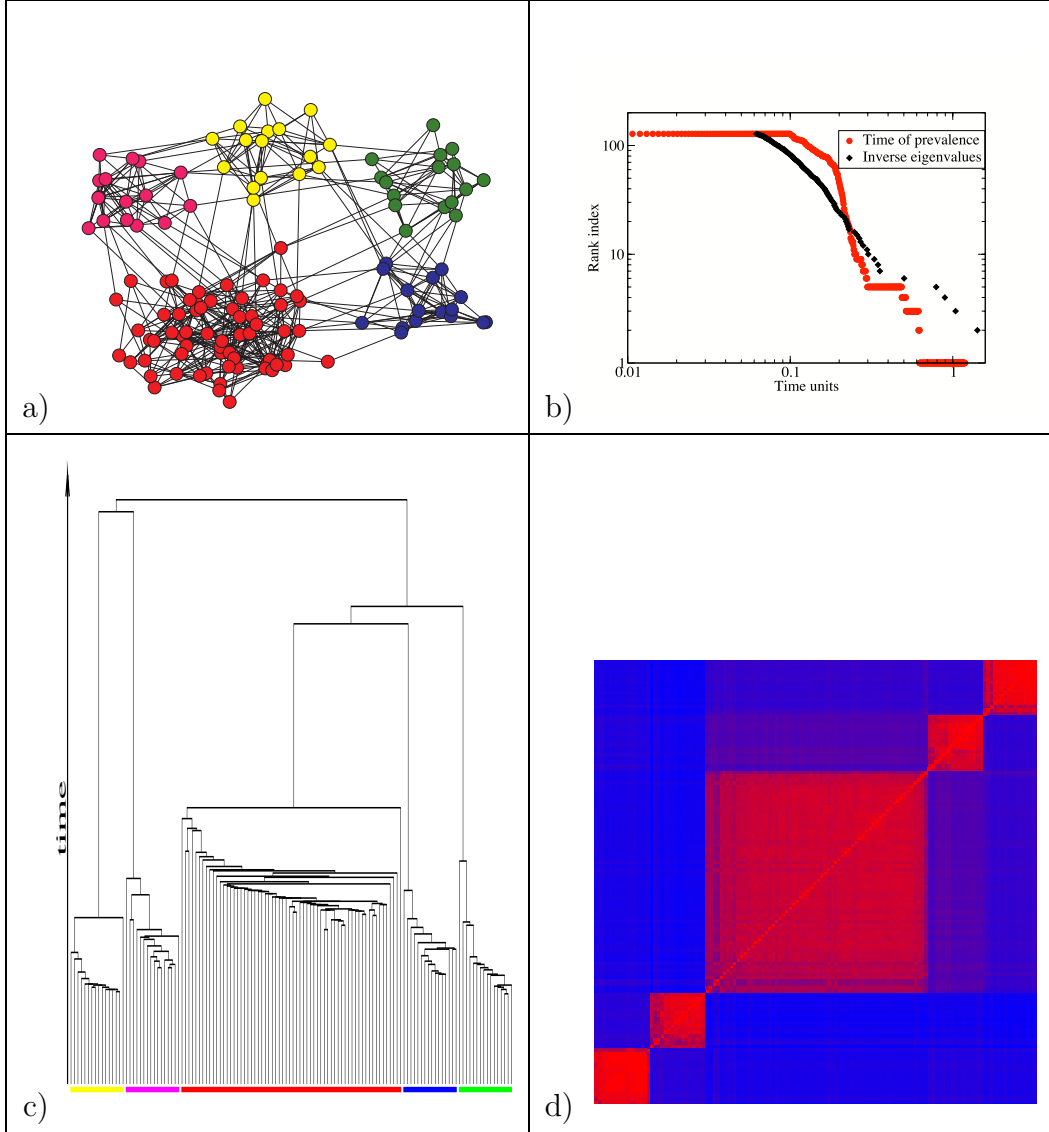 a)
100
10
1
Rank index
Time of prevalence
Inverse eigenvalues
0.01
0.1
1
Time units
b)
time
c)
d)